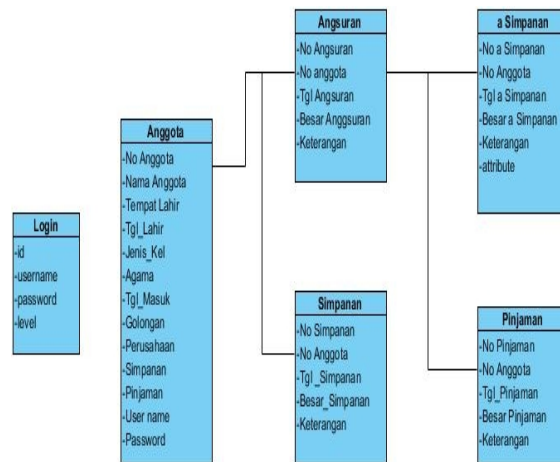 Login
-id
-username
-password
-level
Anggota
-No Anggota
-Nama Anggota
-Tempat Lahir
-Tgl_Lahir
-Jenis_Kel
-Agama
-Tgl_Masuk
-Golongan
-Perusahaan
-Simpanan
-Pinjaman
-User name
-Password
Angsuran
-No Angsuran
-No anggota
-Tgl Angsuran
-Besar Anggsuran
-Keterangan
Simpanan
-No Simpanan
-No Anggota
-Tgl _Simpanan
-Besar_Simpanan
-Keterangan
a Simpanan
-No a Simpanan
-No Anggota
-Tgl a Simpanan
-Besar a Simpanan
-Keterangan
-attribute
Pinjaman
-No Pinjaman
-No Anggota
-Tgl_Pinjaman
-Besar Pinjaman
-Keterangan